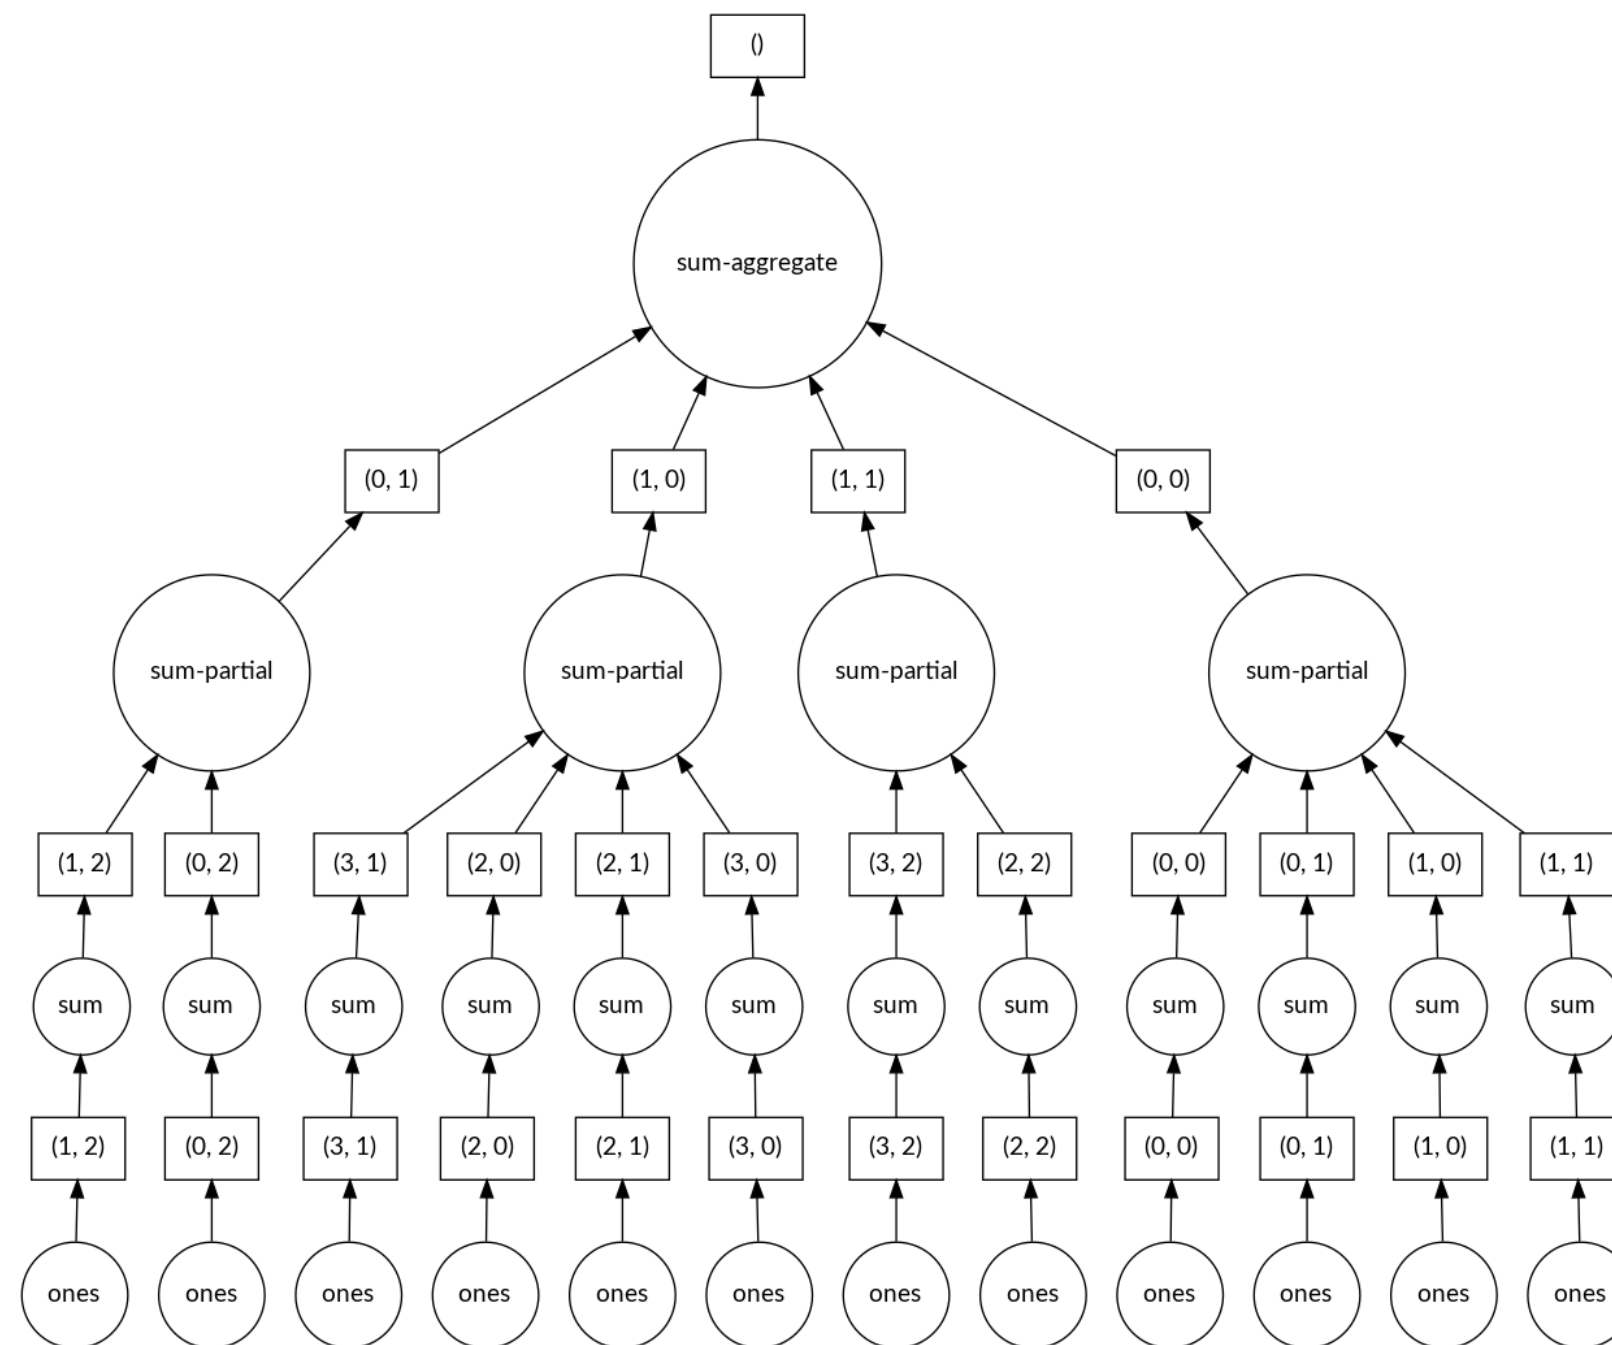 ()
sum-aggregate
(0, 1) (1, 0) (1, 1) (0, 0)
sum-partial sum-partial sum-partial sum-partial
(1, 2) (0, 2) (3, 1) (2, 0) (2, 1) (3, 0) (3, 2) (2, 2) (0, 0) (0, 1) (1, 0) (1, 1)
sum sum sum sum sum sum sum sum sum sum sum sum
(1, 2) (0, 2) (3, 1) (2, 0) (2, 1) (3, 0) (3, 2) (2, 2) (0, 0) (0, 1) (1, 0) (1, 1)
ones ones ones ones ones ones ones ones ones ones ones ones